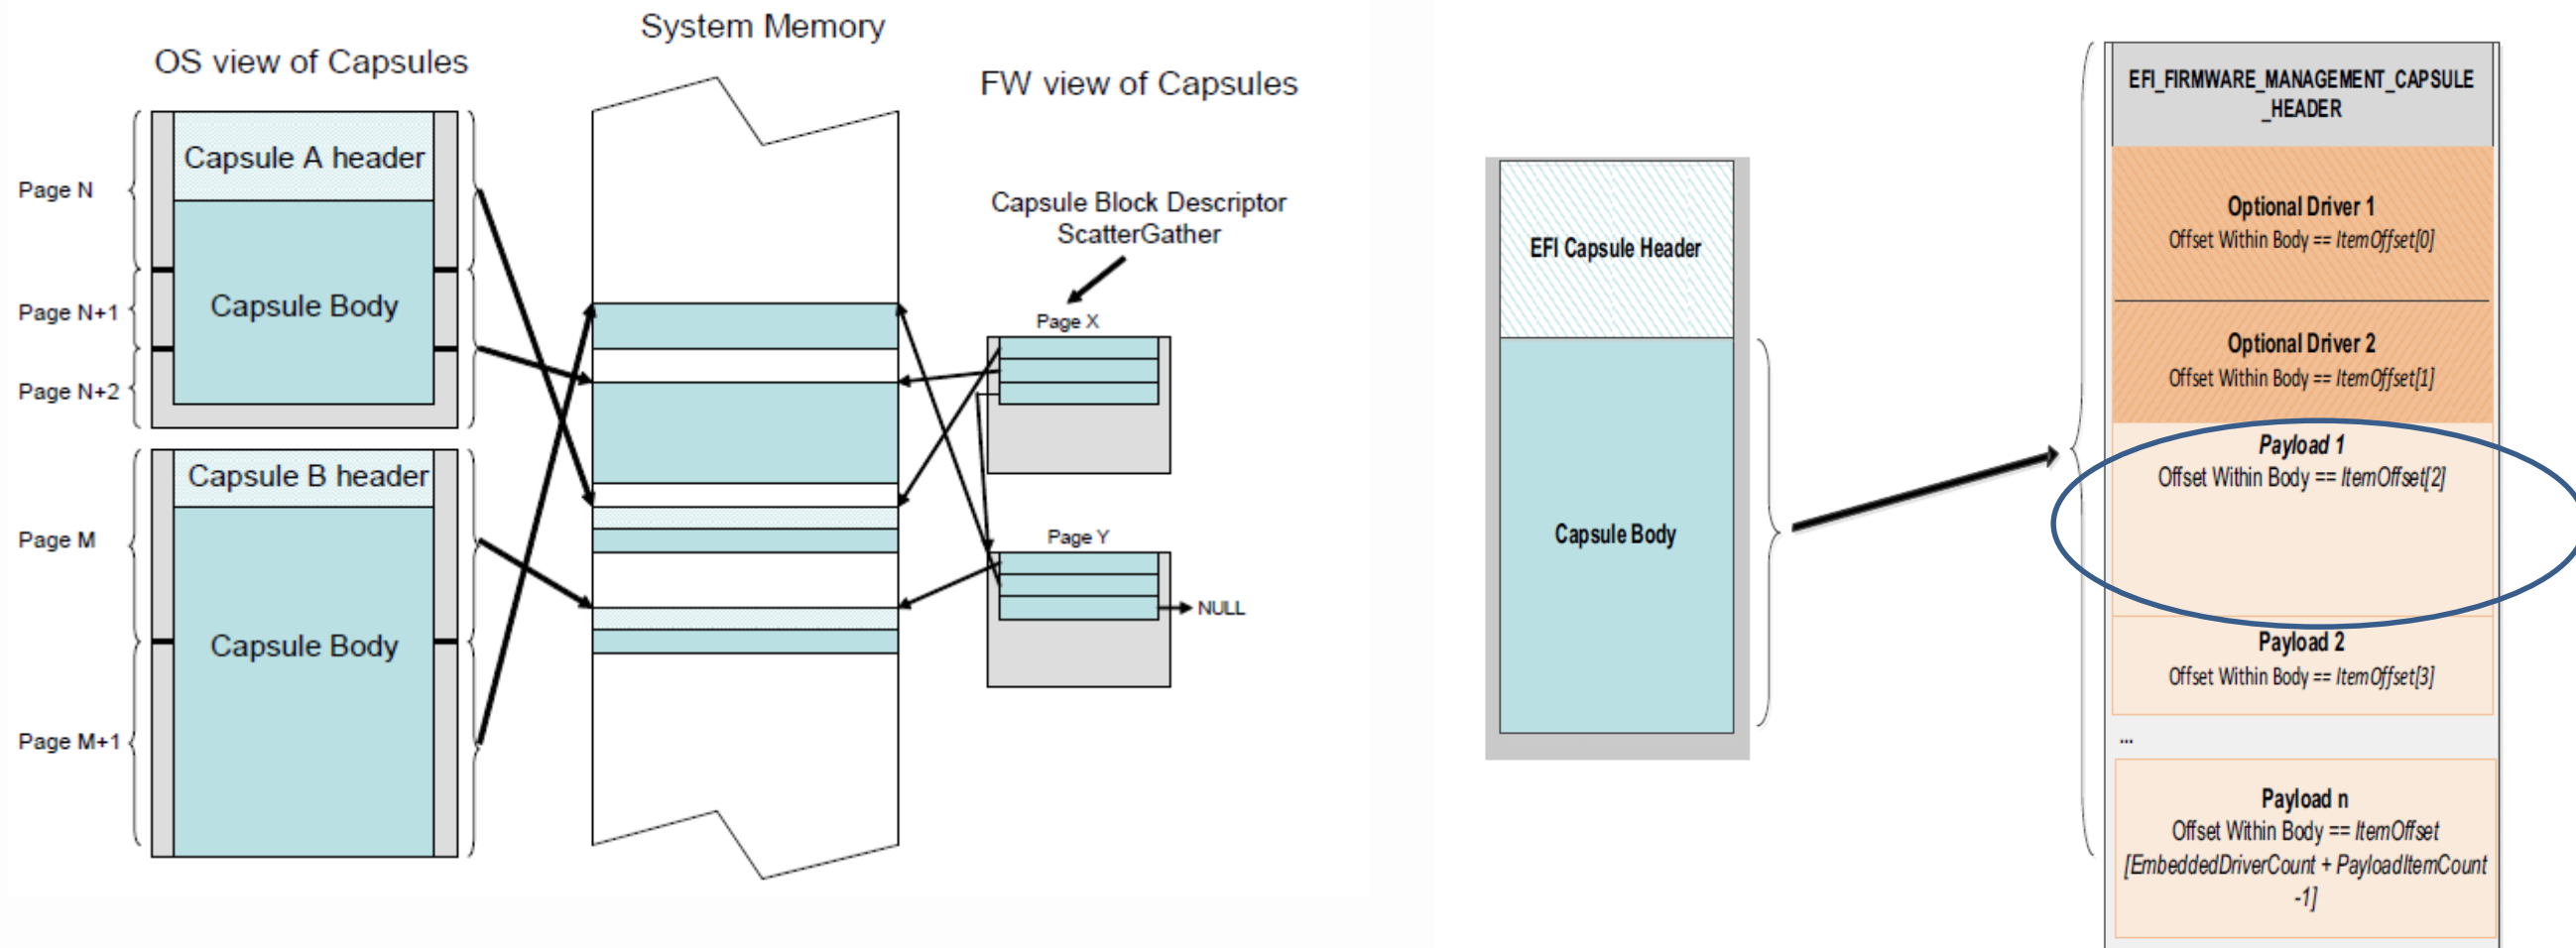 System Memory
OS view of Capsules
FW view of Capsules
Capsule A header
Page N
Capsule Body
Page N+1
Page N+2
Capsule B header
Page M
Capsule Body
Page M+1
Capsule Block Descriptor
ScatterGather
Page X
Page Y
NULL
EFI Capsule Header
Capsule Body
EFI_FIRMWARE_MANAGEMENT_CAPSULE
_HEADER
Optional Driver 1
Offset Within Body == ItemOffset[0]
Optional Driver 2
Offset Within Body == ItemOffset[1]
Payload 1
Offset Within Body == ItemOffset[2]
Payload 2
Offset Within Body == ItemOffset[3]
...
Payload n
Offset Within Body == ItemOffset
[EmbeddedDriverCount + PayloadItemCount
-1]